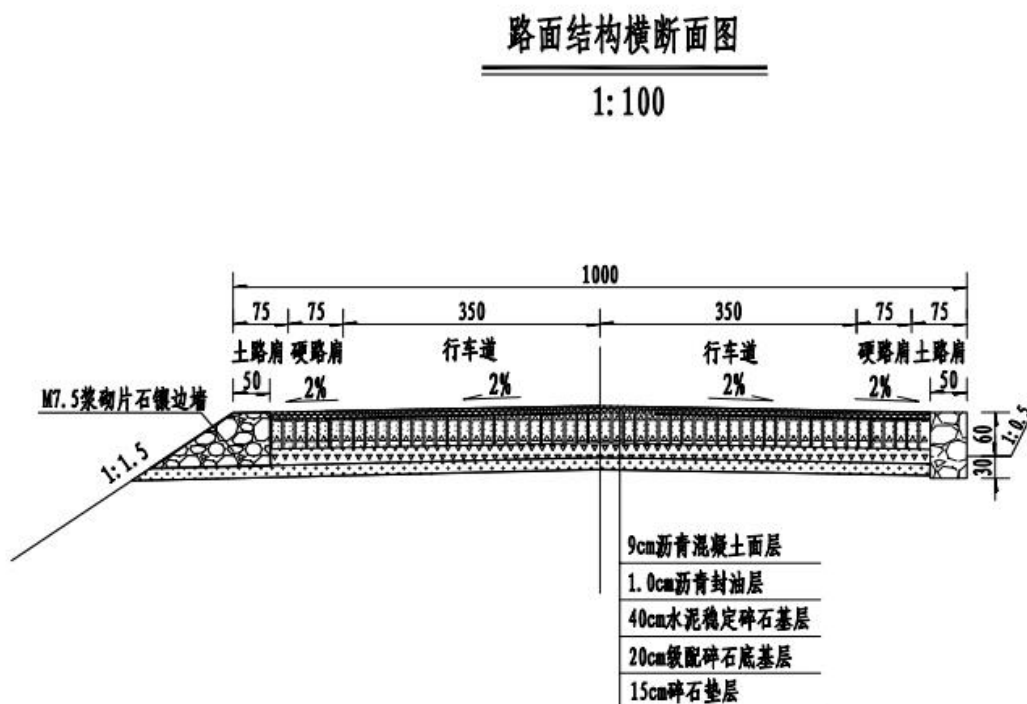 路面结构横断面图
1:100
1000
75 75 350 350 75 75
土路肩 硬路肩 行车道 行车道 硬路肩 土路肩
50 2% 2% 2% 2% 50
M7.5浆砌片石镶边墙
1:1.5
60
1:0.5
30
9cm沥青混凝土面层
1.0cm沥青封油层
40cm水泥稳定碎石基层
20cm级配碎石底基层
15cm碎石垫层